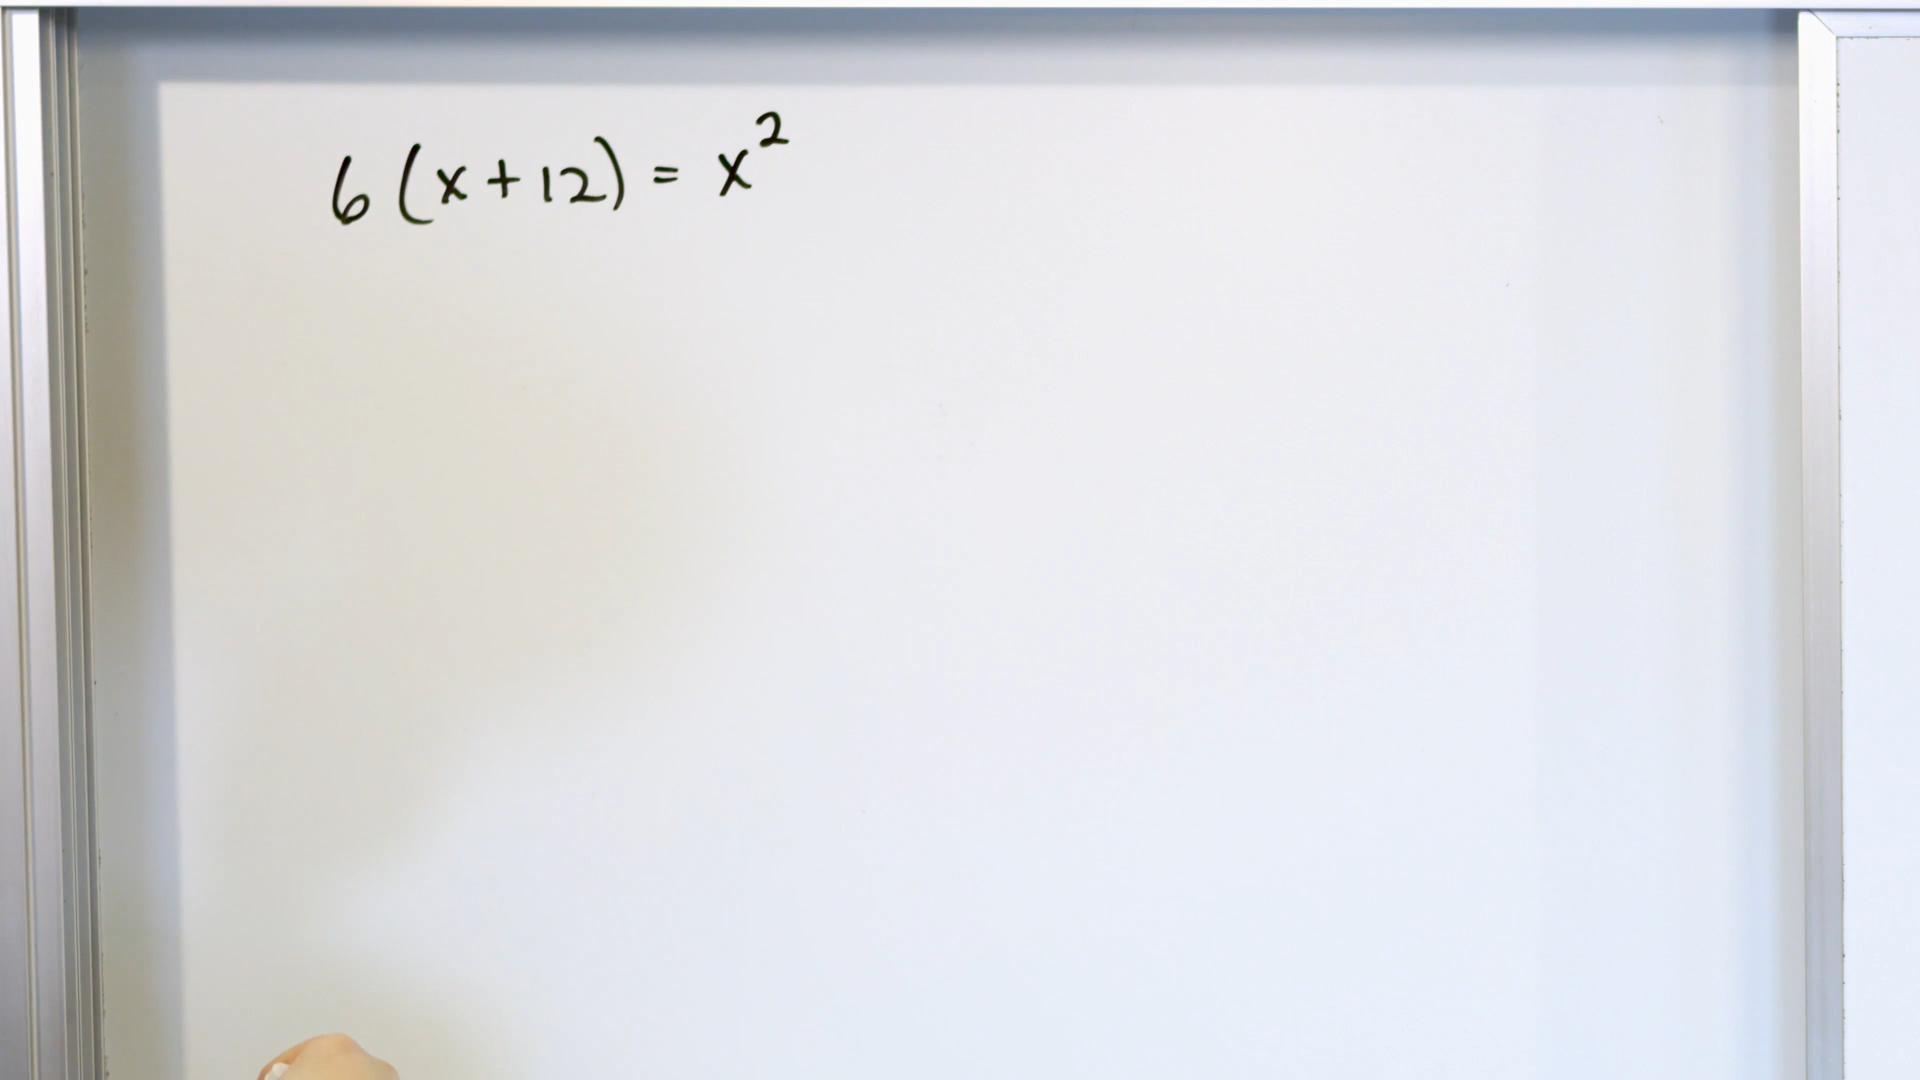 6(x+12) = x²